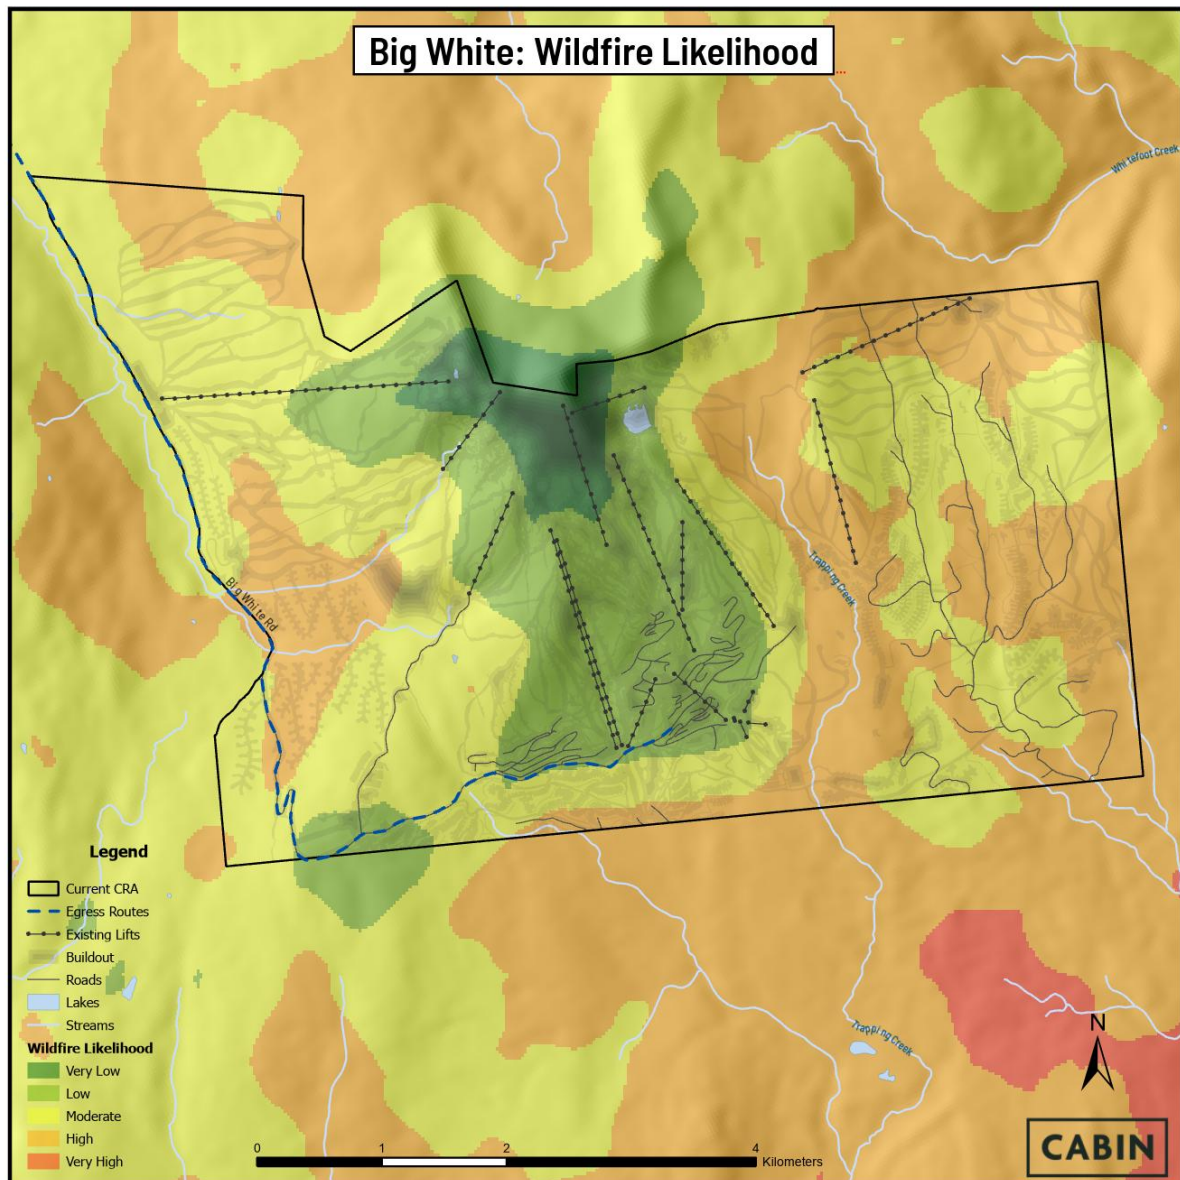 Big White: Wildfire Likelihood
Whitefoot Creek
Trapping Creek
Big White Rd
Legend
Current CRA
Egress Routes
Existing Lifts
Buildout
Roads
Lakes
Streams
Wildfire Likelihood
Very Low
Low
Moderate
High
Very High
Trapping Creek
N
0 1 2 4 Kilometers
CABIN